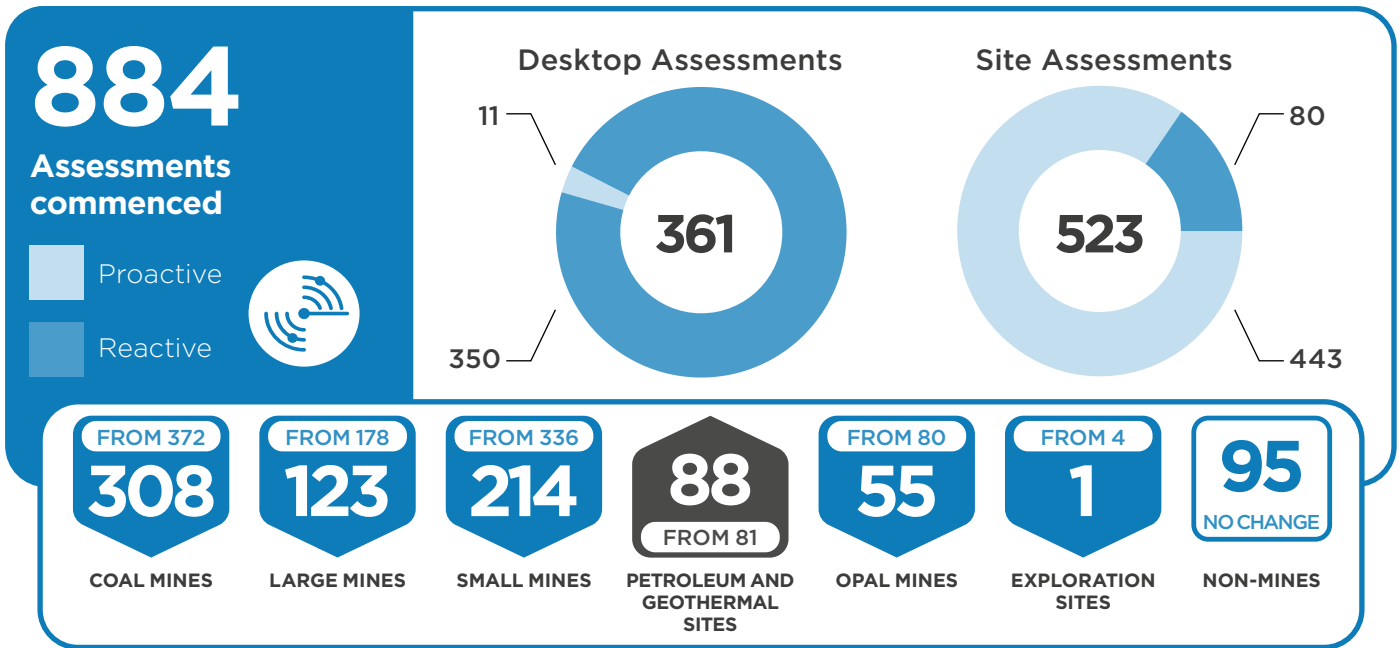 884
Assessments
commenced
Proactive
Reactive
Desktop Assessments
11
361
350
Site Assessments
80
523
443
FROM 372
308
COAL MINES
FROM 178
123
LARGE MINES
FROM 336
214
SMALL MINES
88
FROM 81
PETROLEUM AND
GEOTHERMAL
SITES
FROM 80
55
OPAL MINES
FROM 4
1
EXPLORATION
SITES
95
NO CHANGE
NON-MINES